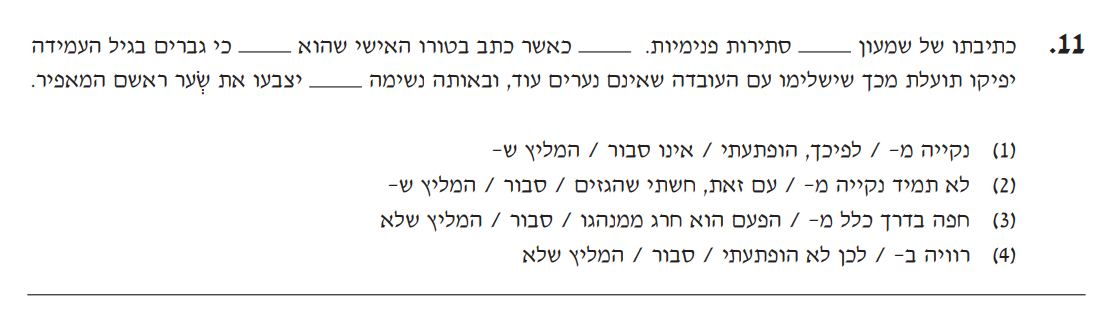 11. כתיבתו של שמעון _____ סתירות פנימיות. _____ כאשר כתב בטורו האישי שהוא _____ כי גברים בגיל העמידה
יפיקו תועלת מכך שישלימו עם העובדה שאינם נערים עוד, ובאותה נשימה _____ יצבעו את שְׂער ראשם המאפיר.
(1) נקייה מ- / לפיכך, הופתעתי / אינו סבור / המליץ ש-
(2) לא תמיד נקייה מ- / עם זאת, חשתי שהגזים / סבור / המליץ ש-
(3) חפה בדרך כלל מ- / הפעם הוא חרג ממנהגו / סבור / המליץ שלא
(4) רוויה ב- / לכן לא הופתעתי / סבור / המליץ שלא